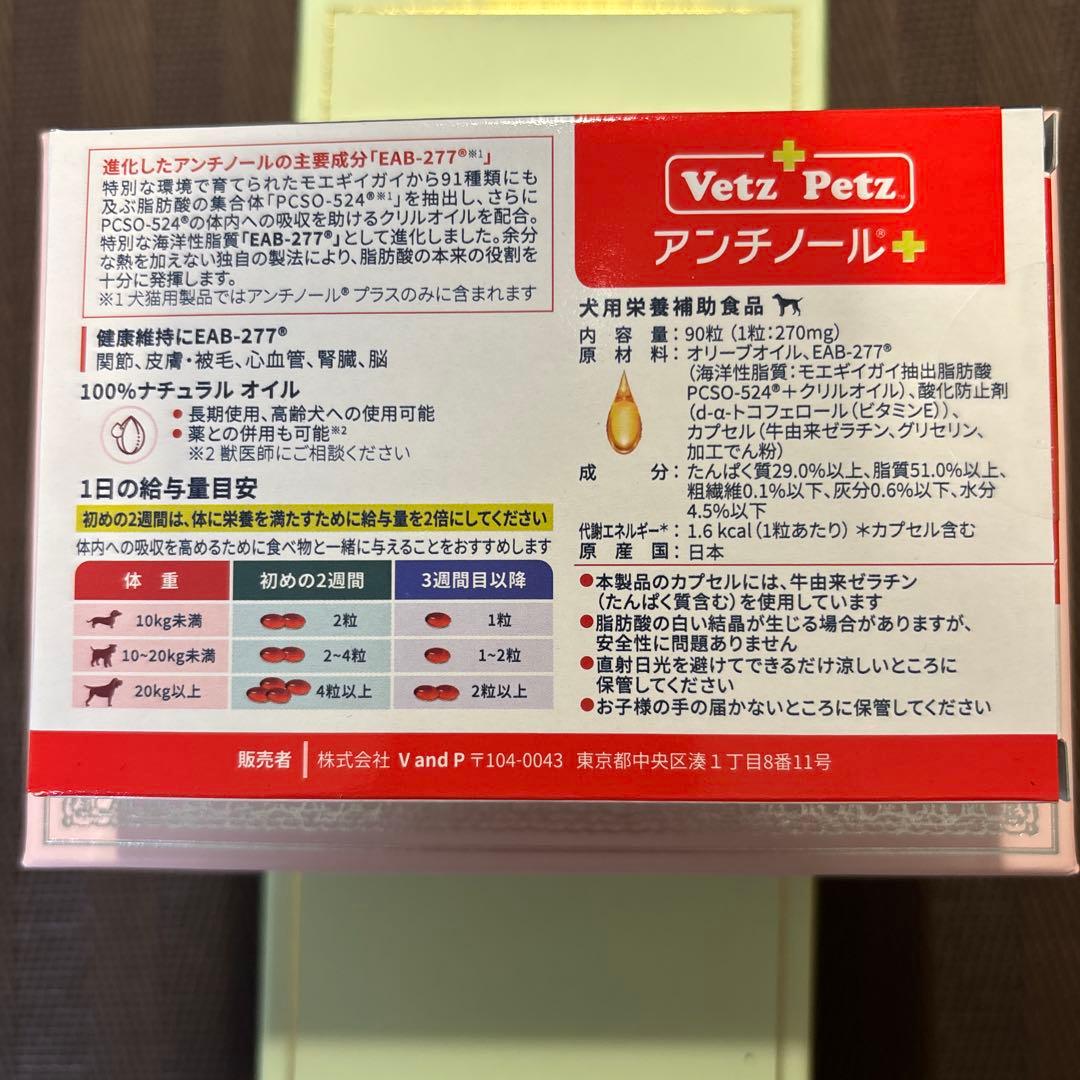 進化したアンチノールの主要成分「EAB-277®※1」
特別な環境で育てられたモエギイガイから91種類にも
及ぶ脂肪酸の集合体「PCSO-524®※1」を抽出し、さらに
PCSO-524®の体内への吸収を助けるクリルオイルを配合。
特別な海洋性脂質「EAB-277®」として進化しました。余分
な熱を加えない独自の製法により、脂肪酸の本来の役割を
十分に発揮します。
※1 犬猫用製品ではアンチノール® プラスのみに含まれます
健康維持にEAB-277®
関節、皮膚・被毛、心血管、腎臓、脳
100%ナチュラル オイル
● 長期使用、高齢犬への使用可能
● 薬との併用も可能※2
※2 獣医師にご相談ください
1日の給与量目安
初めの2週間は、体に栄養を満たすために給与量を2倍にしてください
体内への吸収を高めるために食べ物と一緒に与えることをおすすめします
体 重 初めの2週間 3週間目以降
10kg未満 2粒 1粒
10~20kg未満 2~4粒 1~2粒
20kg以上 4粒以上 2粒以上
Vetz Petz™
アンチノール®
犬用栄養補助食品
内 容 量：90粒（1粒：270mg）
原 材 料：オリーブオイル、EAB-277®
（海洋性脂質：モエギイガイ抽出脂肪酸
PCSO-524®＋クリルオイル）、酸化防止剤
（d-α-トコフェロール（ビタミンE））、
カプセル（牛由来ゼラチン、グリセリン、
加工でん粉）
成 分：たんぱく質29.0%以上、脂質51.0%以上、
粗繊維0.1%以下、灰分0.6%以下、水分
4.5%以下
代謝エネルギー＊：1.6 kcal（1粒あたり）＊カプセル含む
原 産 国：日本
●本製品のカプセルには、牛由来ゼラチン
（たんぱく質含む）を使用しています
●脂肪酸の白い結晶が生じる場合がありますが、
安全性に問題ありません
●直射日光を避けてできるだけ涼しいところに
保管してください
●お子様の手の届かないところに保管してください
販売者 株式会社 V and P 〒104-0043 東京都中央区湊１丁目8番11号